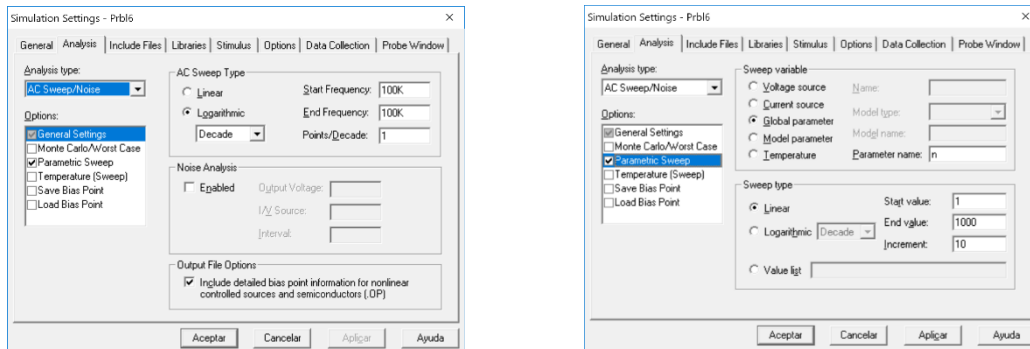 Simulation Settings - Prbl6 ×
General Analysis Include Files Libraries Stimulus Options Data Collection Probe Window
Analysis type:
AC Sweep/Noise
Options:
General Settings
Monte Carlo/Worst Case
Parametric Sweep
Temperature (Sweep)
Save Bias Point
Load Bias Point
AC Sweep Type
Linear
Logarithmic
Decade
Start Frequency: 100K
End Frequency: 100K
Points/Decade: 1
Noise Analysis
Enabled
Output Voltage:
I/V Source:
Interval:
Output File Options
Include detailed bias point information for nonlinear
controlled sources and semiconductors (.OP)
Aceptar Cancelar Aplicar Ayuda
Simulation Settings - Prbl6 ×
General Analysis Include Files Libraries Stimulus Options Data Collection Probe Window
Analysis type:
AC Sweep/Noise
Options:
General Settings
Monte Carlo/Worst Case
Parametric Sweep
Temperature (Sweep)
Save Bias Point
Load Bias Point
Sweep variable
Voltage source
Current source
Global parameter
Model parameter
Temperature
Name:
Model type:
Model name:
Parameter name: n
Sweep type
Linear
Logarithmic Decade
Value list
Start value: 1
End value: 1000
Increment: 10
Aceptar Cancelar Aplicar Ayuda